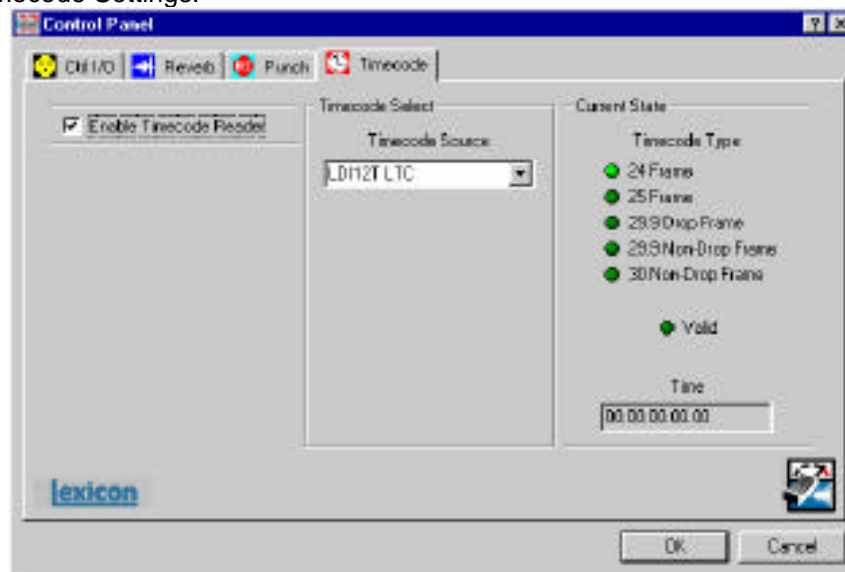 Timecode Settings.
Control Panel
Ctrl I/O
Reverb
Punch
Timecode
Enable Timecode Reader
Timecode Select
Timecode Source
LDI12T LTC
Current State
Timecode Type
24 Frame
25 Frame
29.9 Drop Frame
29.9 Non-Drop Frame
30 Non-Drop Frame
Valid
Time
00:00:00:00.00
lexicon
OK
Cancel